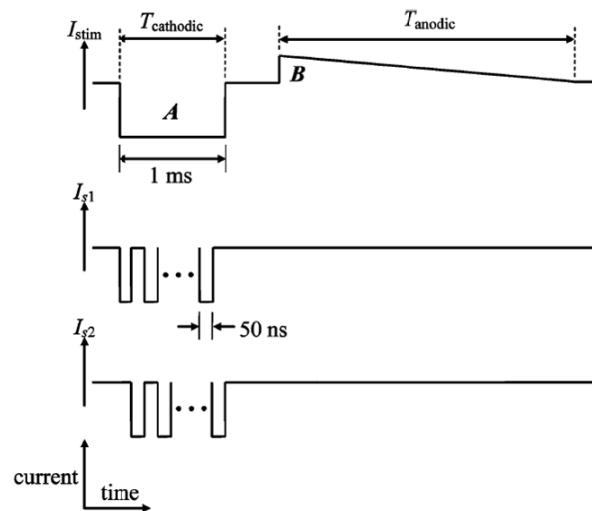 T_cathodic
T_anodic
I_stim
A
B
1 ms
I_s1
50 ns
I_s2
current
time